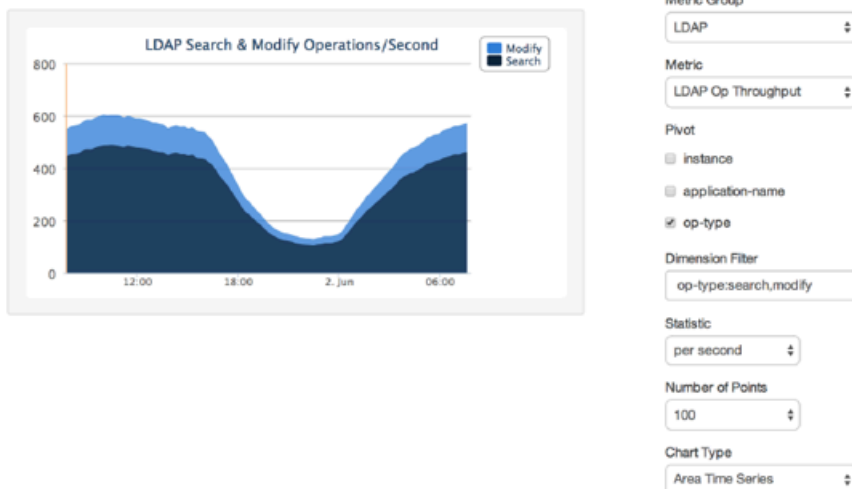 LDAP Search & Modify Operations/Second
Modify
Search
800
600
400
200
0
12:00
18:00
2. Jun
06:00
Metric Group
LDAP
Metric
LDAP Op Throughput
Pivot
instance
application-name
op-type
Dimension Filter
op-type:search,modify
Statistic
per second
Number of Points
100
Chart Type
Area Time Series